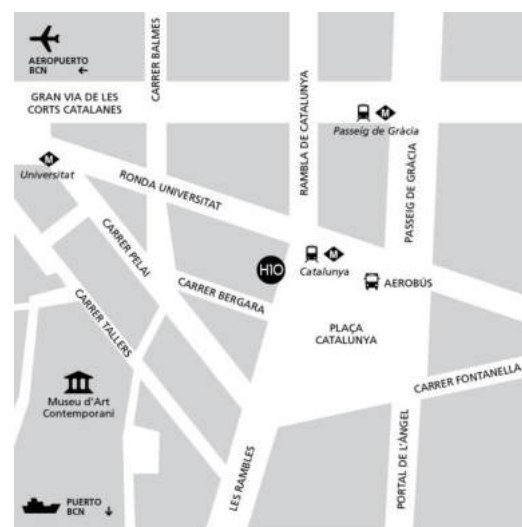 AEROPUERTO
BCN ←
CARRER BALMES
GRAN VIA DE LES
CORTS CATALANES
RAMBLA DE CATALUNYA
M
Passeig de Gràcia
PASSEIG DE GRÀCIA
M
Universitat
RONDA UNIVERSITAT
CARRER PELAI
H10
M
Catalunya
AEROBÚS
CARRER BERGARA
CARRER TALLERS
PLAÇA
CATALUNYA
CARRER FONTANELLA
Museu d'Art
Contemporani
LES RAMBLES
PORTAL DE L'ÀNGEL
PUERTO
BCN ↓